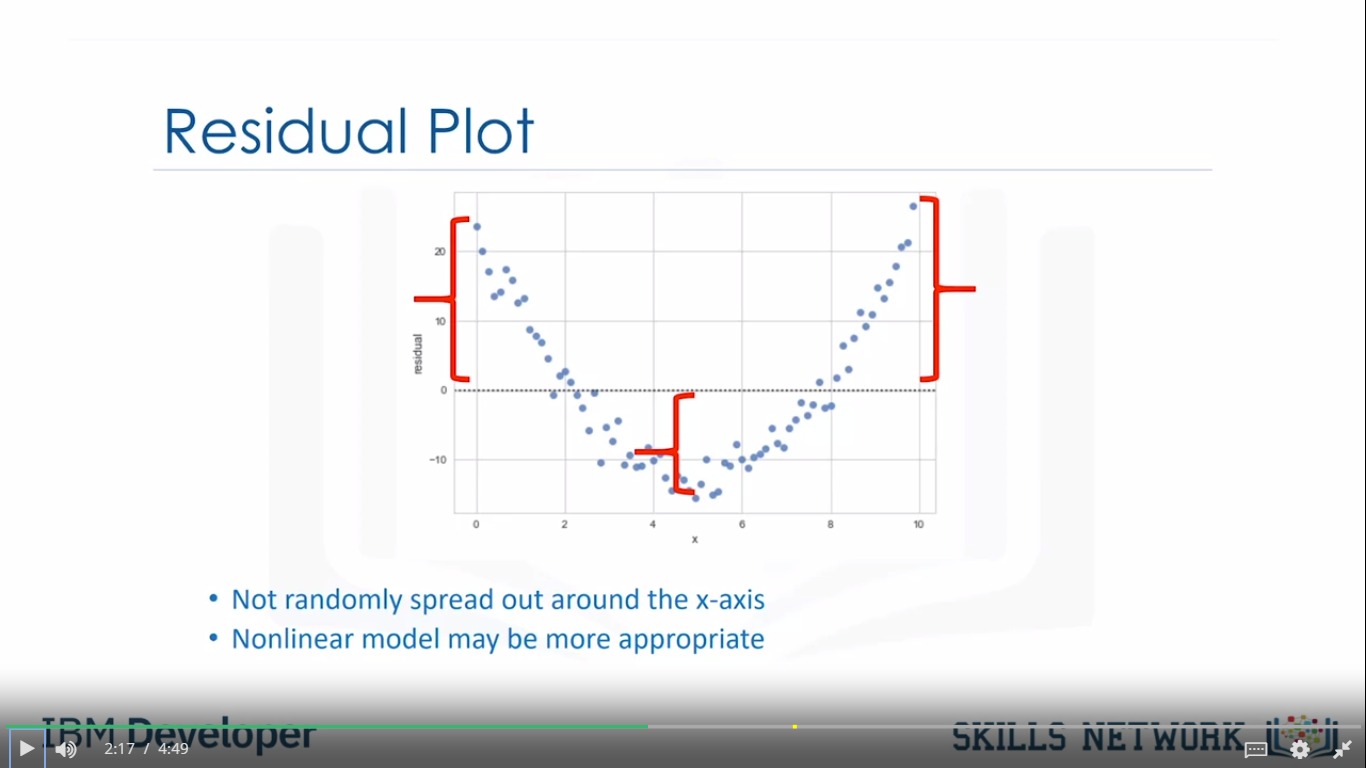 Residual Plot
20
10
0
−10
residual
0 2 4 6 8 10
x
• Not randomly spread out around the x-axis
• Nonlinear model may be more appropriate
IBM Developer
SKILLS NETWORK
2:17 / 4:49